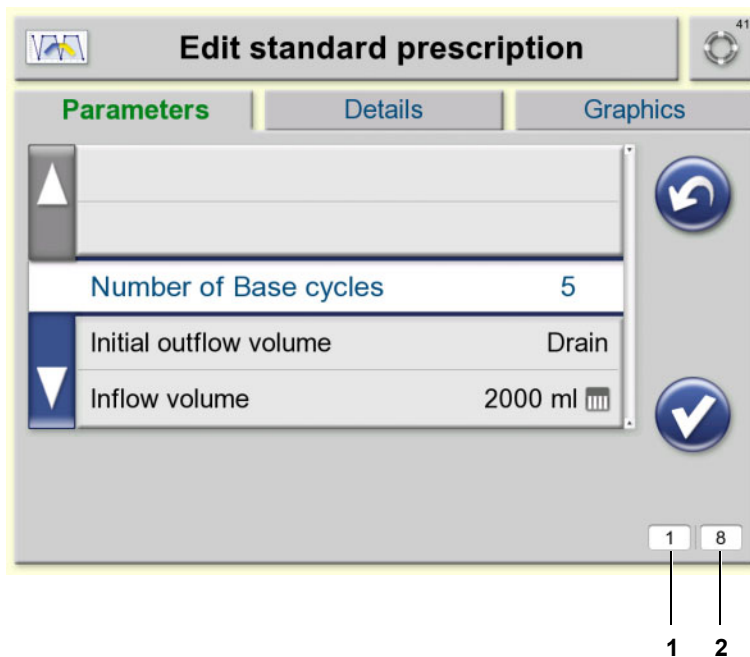 Edit standard prescription
41
Parameters Details Graphics
Number of Base cycles 5
Initial outflow volume Drain
Inflow volume 2000 ml
1 8
1 2